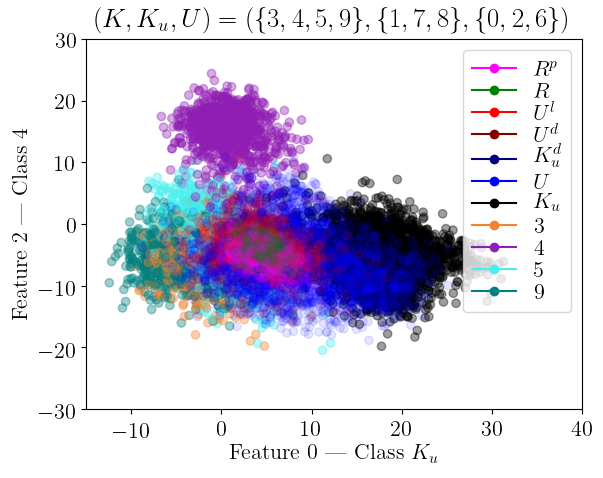 (K, K_u, U) = ({3, 4, 5, 9}, {1, 7, 8}, {0, 2, 6})
30
20
10
0
−10
−20
−30
Feature 2 — Class 4
R^p
R
U^l
U^d
K_u^d
U
K_u
3
4
5
9
−10
0
10
20
30
40
Feature 0 — Class K_u